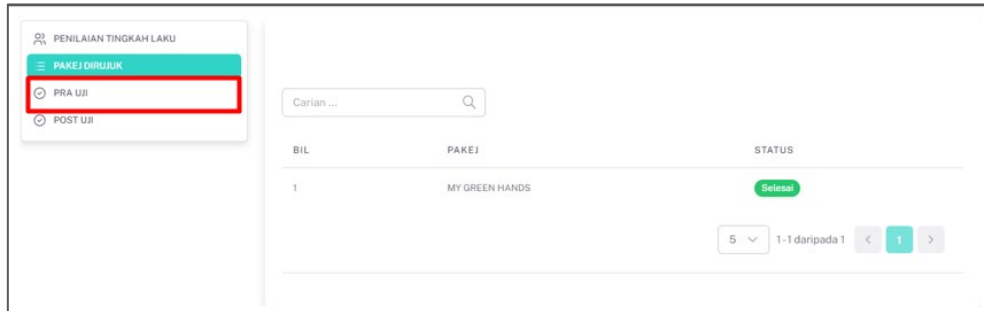 PENILAIAN TINGKAH LAKU
PAKEJ DIRUJUK
PRA UJI
POST UJI
Carian ...
BIL PAKEJ STATUS
1 MY GREEN HANDS Selesai
5 1-1 daripada 1 < 1 >